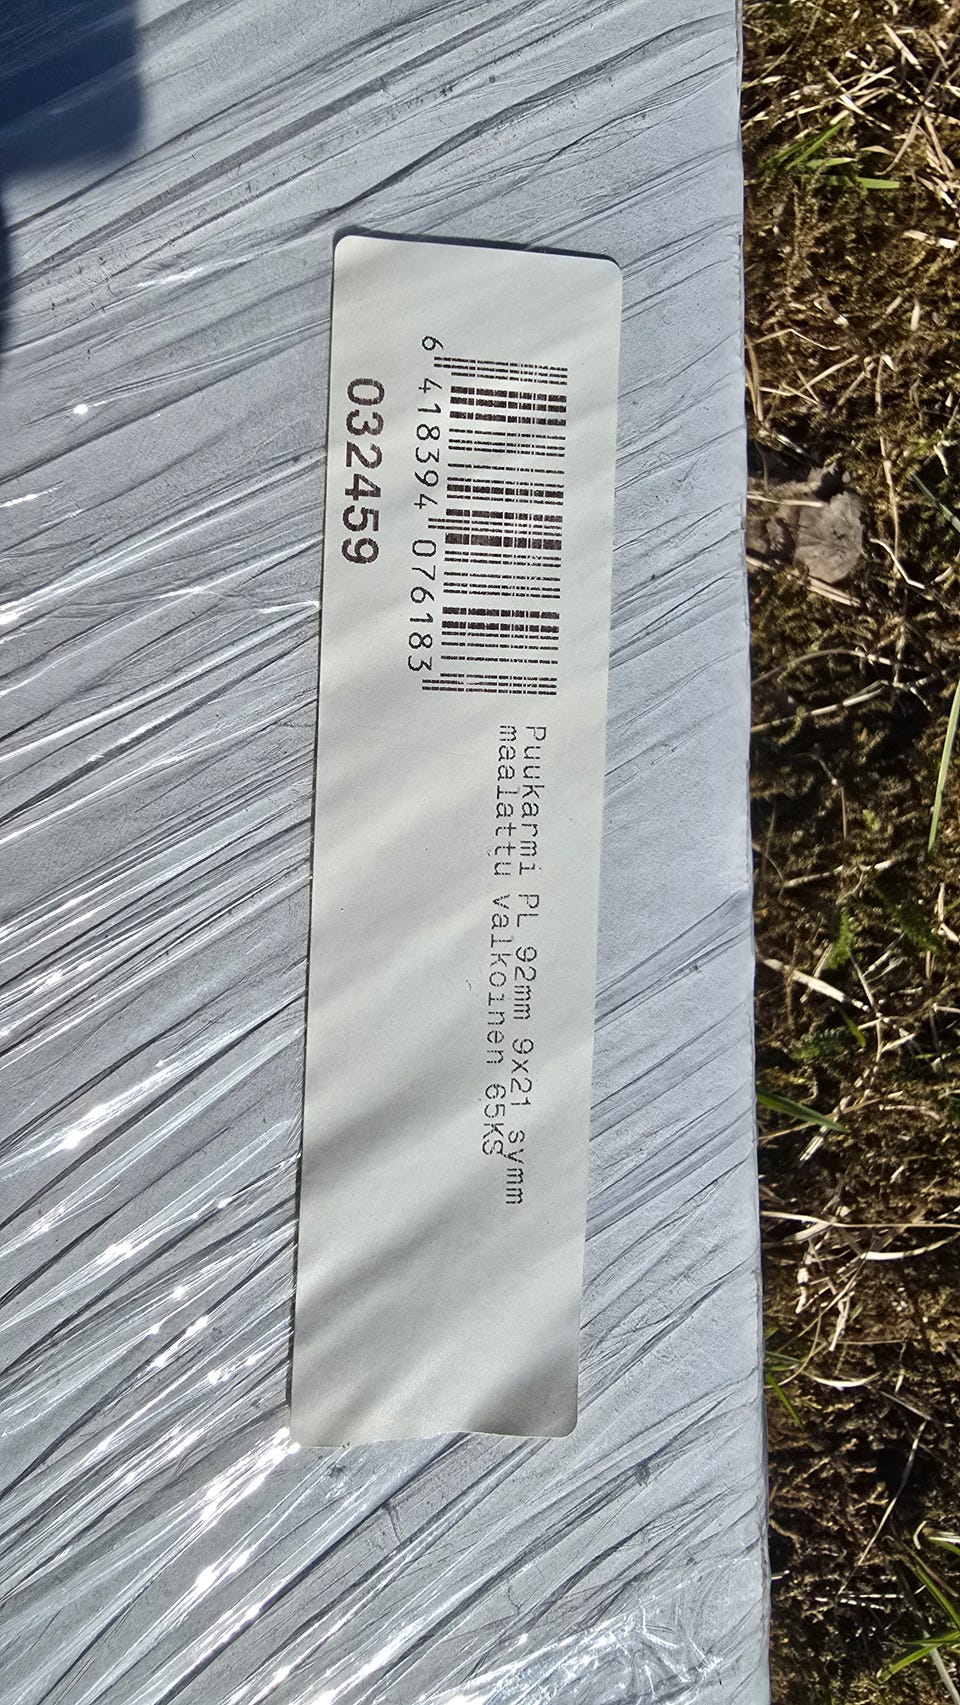 6 418394 076183
032459
Puukarmi PL 92mm 9x21 symm
maalattu valkoinen 65KS